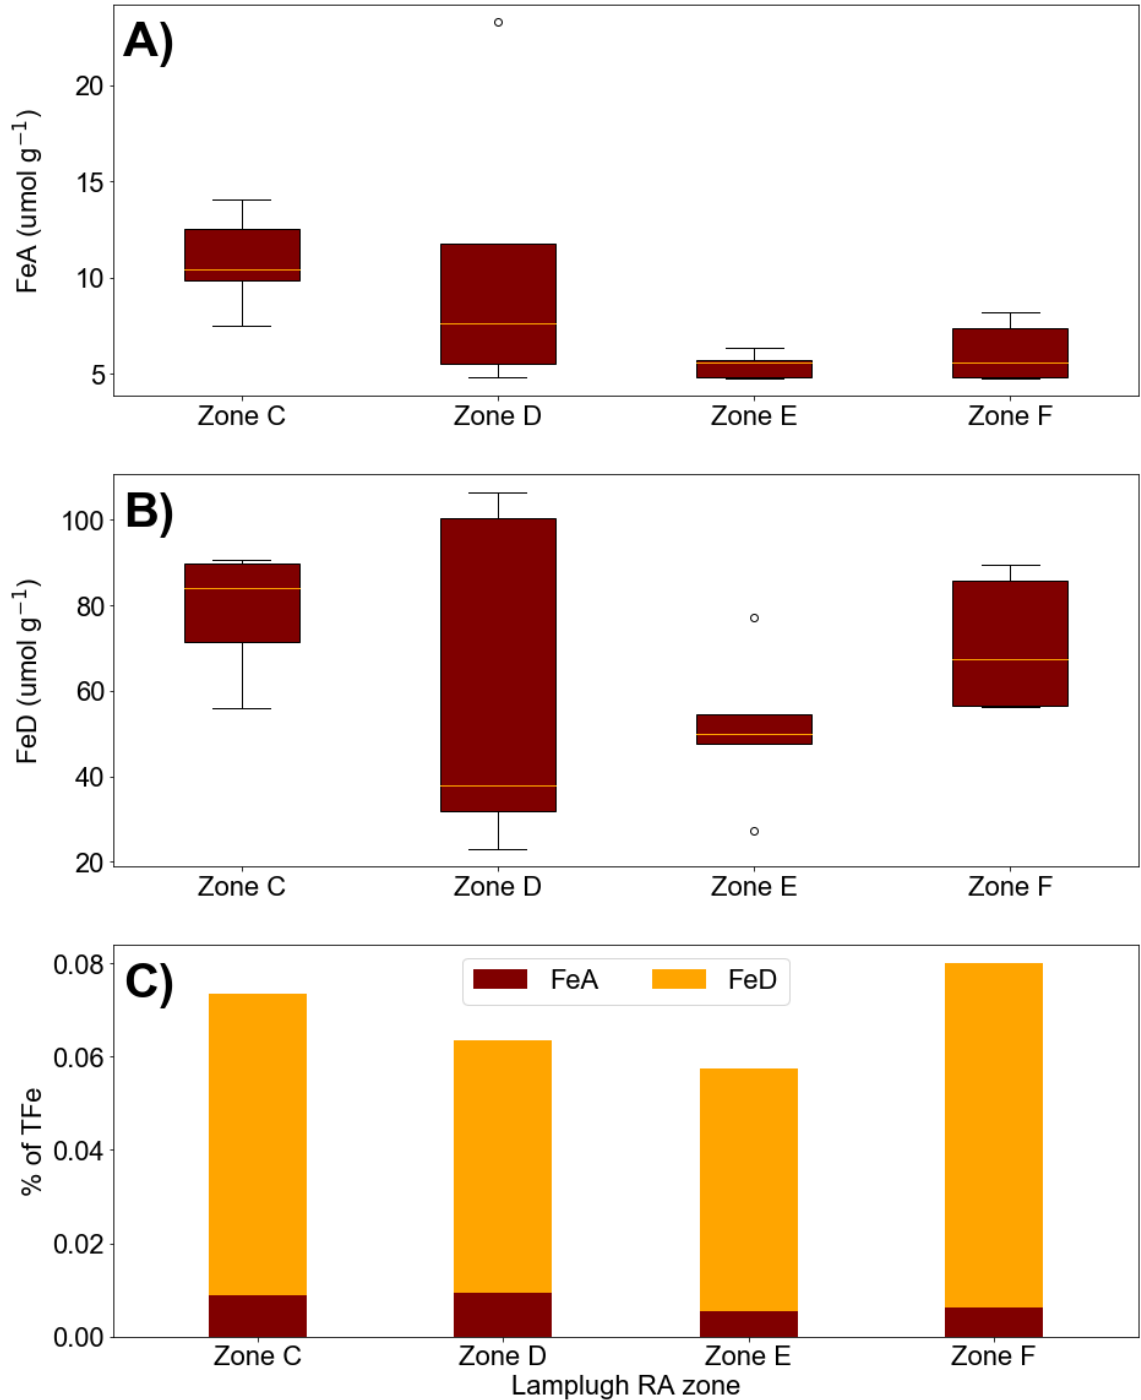 A)
FeA (umol g⁻¹)
20
15
10
5
Zone C Zone D Zone E Zone F
B)
FeD (umol g⁻¹)
100
80
60
40
20
Zone C Zone D Zone E Zone F
C)
FeA FeD
% of TFe
0.08
0.06
0.04
0.02
0.00
Zone C Zone D Zone E Zone F
Lamplugh RA zone